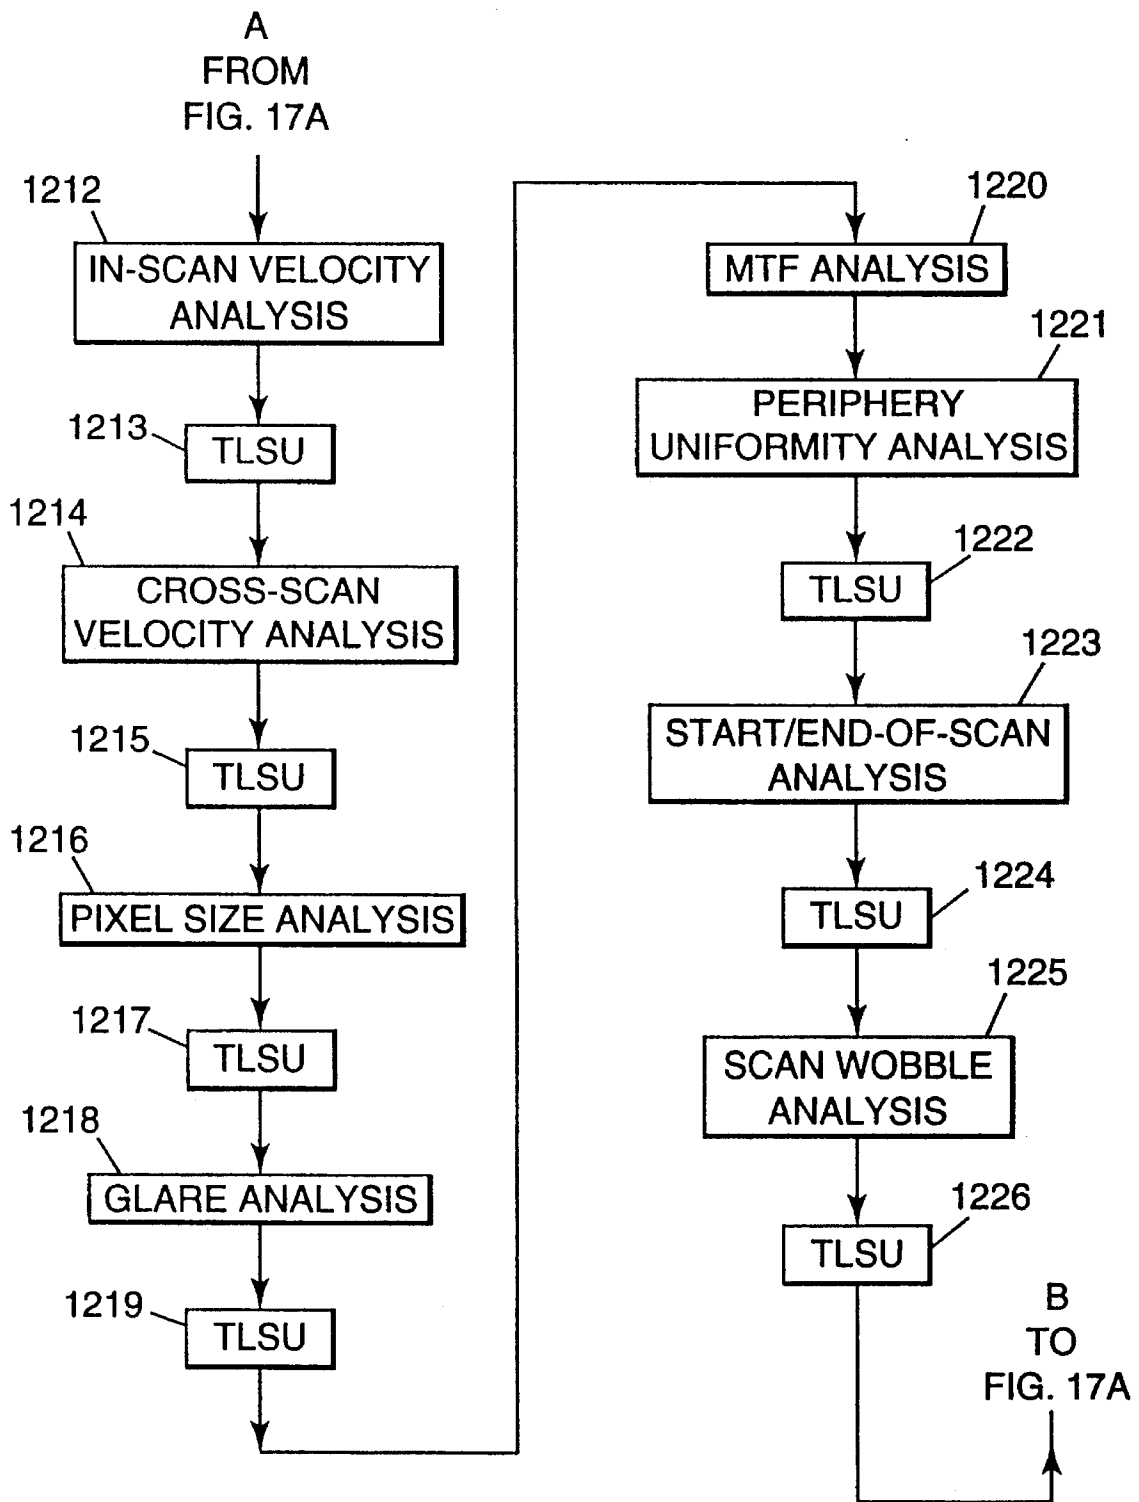 A
FROM
FIG. 17A
1212
IN-SCAN VELOCITY
ANALYSIS
1213
TLSU
1214
CROSS-SCAN
VELOCITY ANALYSIS
1215
TLSU
1216
PIXEL SIZE ANALYSIS
1217
TLSU
1218
GLARE ANALYSIS
1219
TLSU
1220
MTF ANALYSIS
1221
PERIPHERY
UNIFORMITY ANALYSIS
1222
TLSU
1223
START/END-OF-SCAN
ANALYSIS
1224
TLSU
1225
SCAN WOBBLE
ANALYSIS
1226
TLSU
B
TO
FIG. 17A